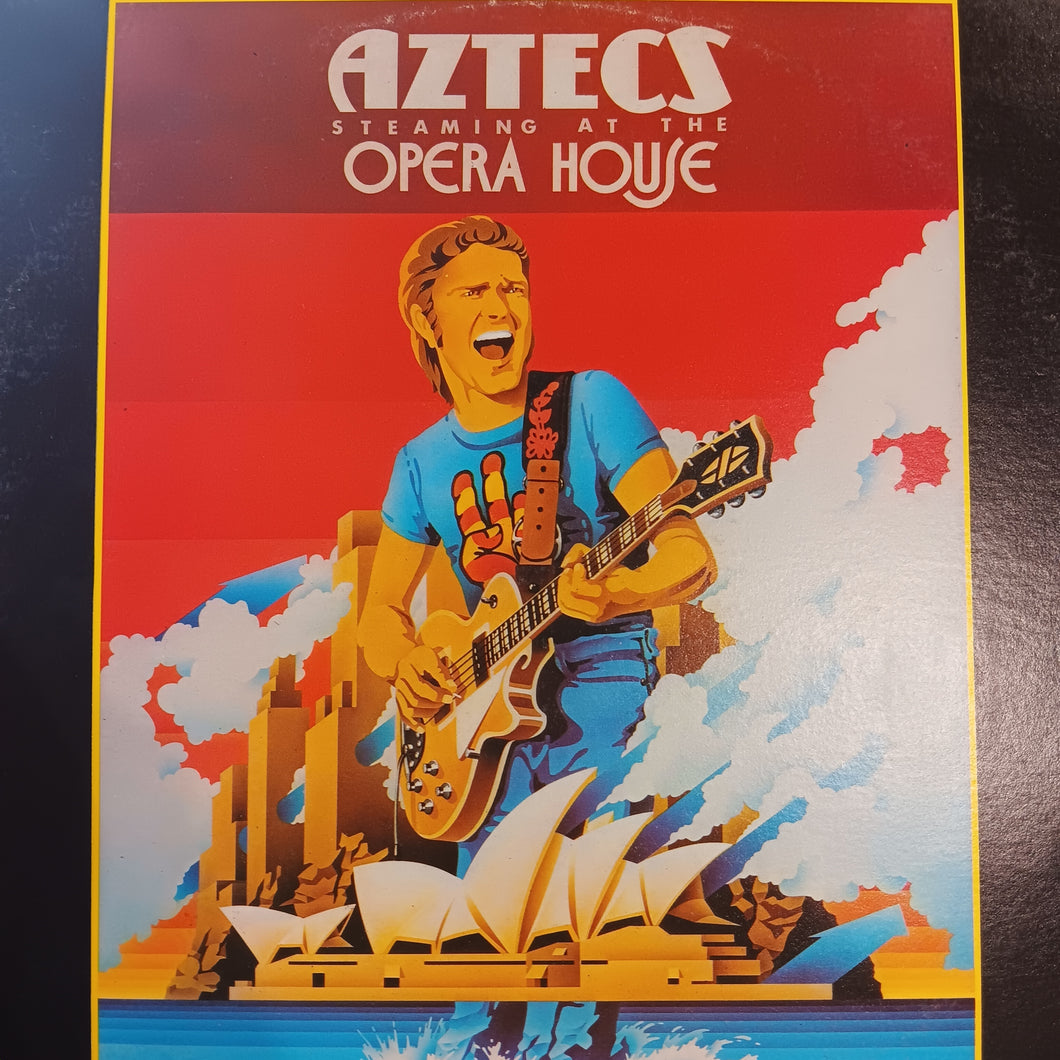 AZTECS
STEAMING AT THE
OPERA HOUSE